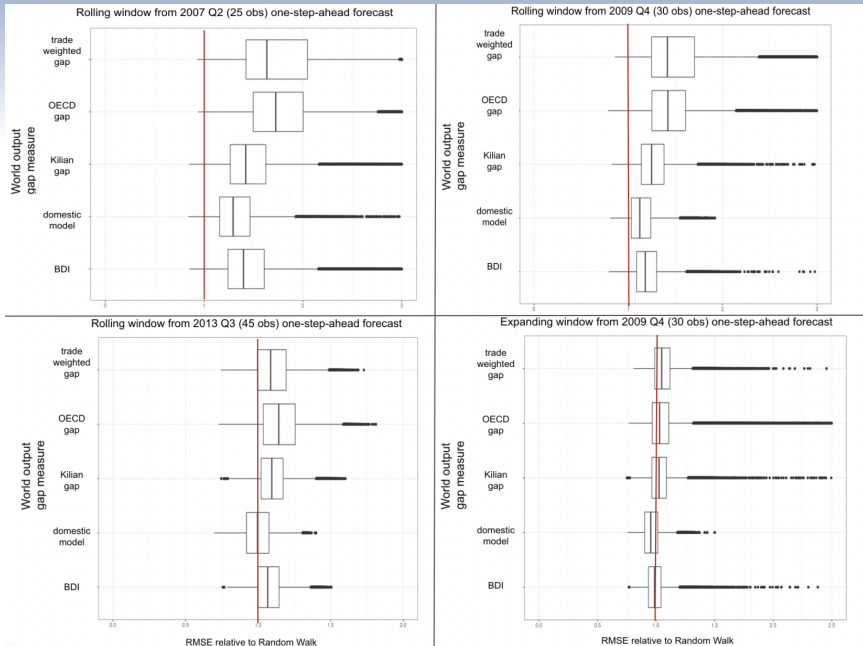 Rolling window from 2007 Q2 (25 obs) one-step-ahead forecast
World output
gap measure
trade
weighted
gap
OECD
gap
Kilian
gap
domestic
model
BDI
0
1
2
3
Rolling window from 2009 Q4 (30 obs) one-step-ahead forecast
World output
gap measure
trade
weighted
gap
OECD
gap
Kilian
gap
domestic
model
BDI
0
1
2
3
Rolling window from 2013 Q3 (45 obs) one-step-ahead forecast
World output
gap measure
trade
weighted
gap
OECD
gap
Kilian
gap
domestic
model
BDI
0.0
0.5
1.0
1.5
2.0
RMSE relative to Random Walk
Expanding window from 2009 Q4 (30 obs) one-step-ahead forecast
World output
gap measure
trade
weighted
gap
OECD
gap
Kilian
gap
domestic
model
BDI
0.0
0.5
1.0
1.5
2.0
2.5
RMSE relative to Random Walk